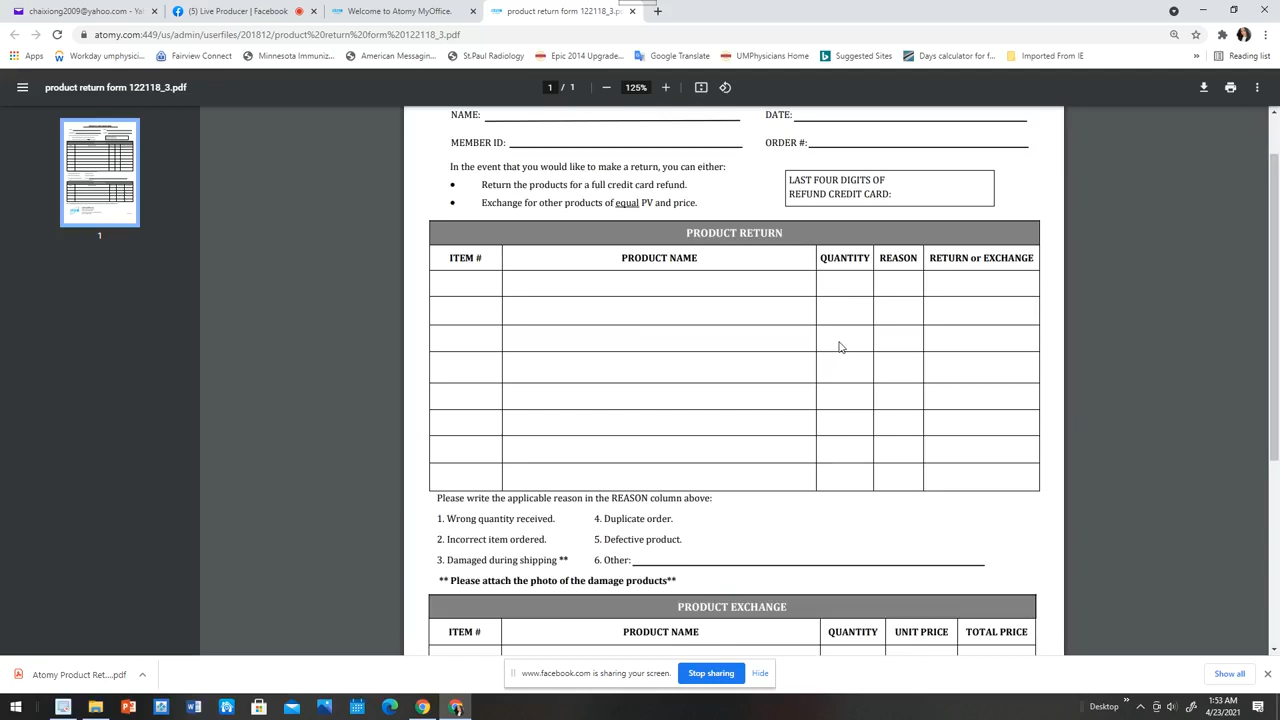 chaixiong2009@yahoo.com - Ya
(5) Live Producer | Facebook
Welcome to Atomy MyOffice.
product return form 122118_3.p
atomy.com:449/us/admin/userfiles/201812/product%20return%20form%20122118_3.pdf
Apps
Workday umphysici...
Fairview Connect
Minnesota Immuniz...
American Messagin...
St.Paul Radiology
Epic 2014 Upgrade...
Google Translate
UMPhysicians Home
Suggested Sites
Days calculator for f...
Imported From IE
»
Reading list
product return form 122118_3.pdf
1 / 1
125%
1
NAME:
DATE:
MEMBER ID:
ORDER #:
In the event that you would like to make a return, you can either:
• Return the products for a full credit card refund.
• Exchange for other products of equal PV and price.
LAST FOUR DIGITS OF
REFUND CREDIT CARD:
PRODUCT RETURN
ITEM # PRODUCT NAME QUANTITY REASON RETURN or EXCHANGE
Please write the applicable reason in the REASON column above:
1. Wrong quantity received. 4. Duplicate order.
2. Incorrect item ordered. 5. Defective product.
3. Damaged during shipping ** 6. Other:
** Please attach the photo of the damage products**
PRODUCT EXCHANGE
ITEM # PRODUCT NAME QUANTITY UNIT PRICE TOTAL PRICE
Atomy Product Ret....pdf
www.facebook.com is sharing your screen.
Stop sharing
Hide
Show all
Desktop
»
1:53 AM
4/23/2021